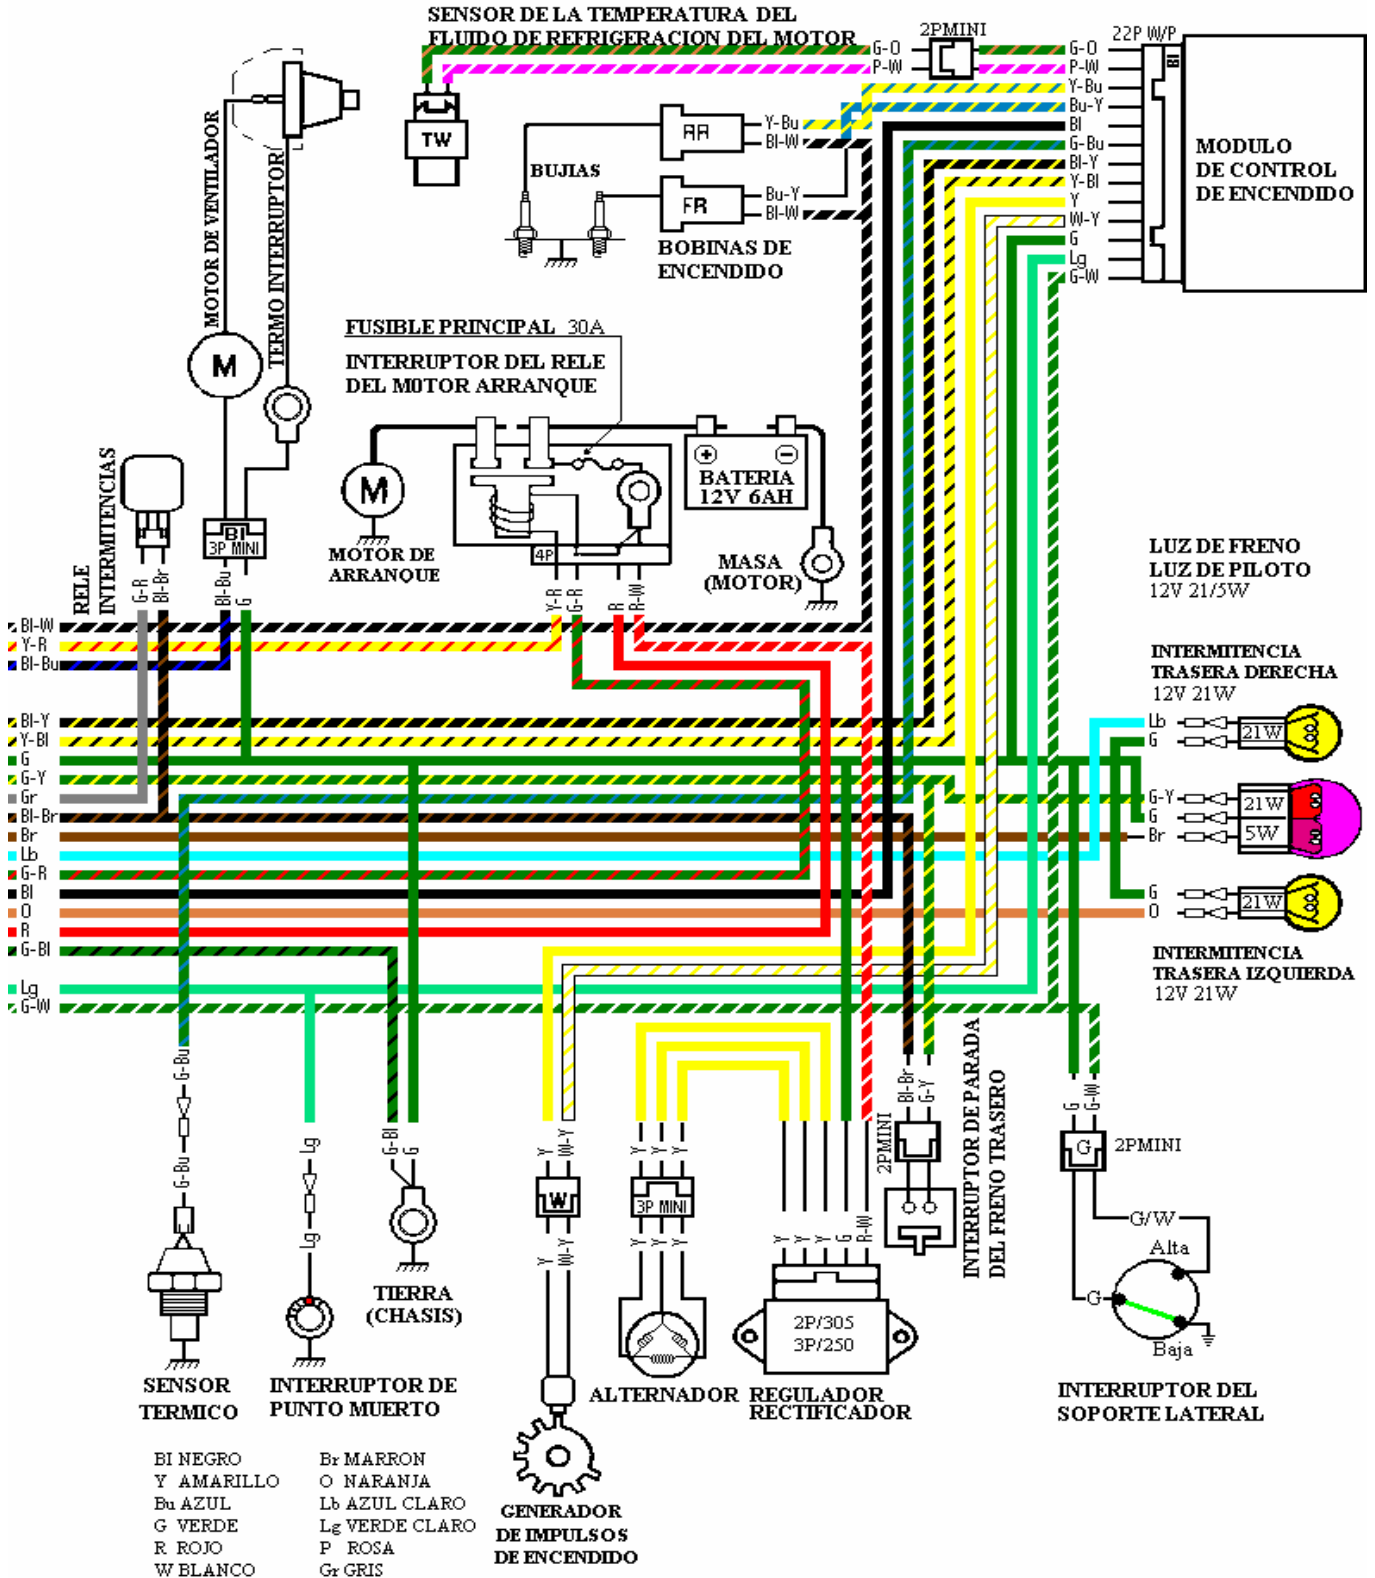 SENSOR DE LA TEMPERATURA DEL
FLUIDO DE REFRIGERACION DEL MOTOR
2PMINI
22P W/P
G-O
P-W
G-O
P-W
Y-Bu
Bu-Y
Bl
G-Bu
Bl-Y
Y-Bl
Y
W-Y
G
Lg
G-W
Bl
MODULO
DE CONTROL
DE ENCENDIDO
TW
RR
Y-Bu
Bl-W
BUJIAS
FR
Bu-Y
Bl-W
BOBINAS DE
ENCENDIDO
MOTOR DE VENTILADOR
TERMO INTERRUPTOR
M
FUSIBLE PRINCIPAL 30A
INTERRUPTOR DEL RELE
DEL MOTOR ARRANQUE
RELE
INTERMITENCIAS
Bl
3P MINI
M
MOTOR DE
ARRANQUE
4P
BATERIA
12V 6AH
MASA
(MOTOR)
G-R
Bl-Br
Bl-Bu
G
Y-R
G-R
R
R-W
LUZ DE FRENO
LUZ DE PILOTO
12V 21/5W
Bl-W
Y-R
Bl-Bu
Bl-Y
Y-Bl
G
G-Y
Gr
Bl-Br
Br
Lb
G-R
Bl
O
R
G-Bl
Lg
G-W
INTERMITENCIA
TRASERA DERECHA
12V 21W
Lb
G
21W
G-Y
G
Br
21W
5W
G
O
21W
INTERMITENCIA
TRASERA IZQUIERDA
12V 21W
G-Bu
G-Bu
Lg
Lg
G-Bl
G
Y
W-Y
W
Y
W-Y
Y
Y
Y
3P MINI
Y
Y
Y
Y
Y
Y
G
R-W
Bl-Br
G-Y
2PMINI
INTERRUPTOR DE PARADA
DEL FRENO TRASERO
G
G-W
G
2PMINI
G/W
Alta
G
Baja
2P/305
3P/250
TIERRA
(CHASIS)
SENSOR
TERMICO
INTERRUPTOR DE
PUNTO MUERTO
ALTERNADOR
REGULADOR
RECTIFICADOR
INTERRUPTOR DEL
SOPORTE LATERAL
GENERADOR
DE IMPULSOS
DE ENCENDIDO
Bl NEGRO
Y AMARILLO
Bu AZUL
G VERDE
R ROJO
W BLANCO
Br MARRON
O NARANJA
Lb AZUL CLARO
Lg VERDE CLARO
P ROSA
Gr GRIS